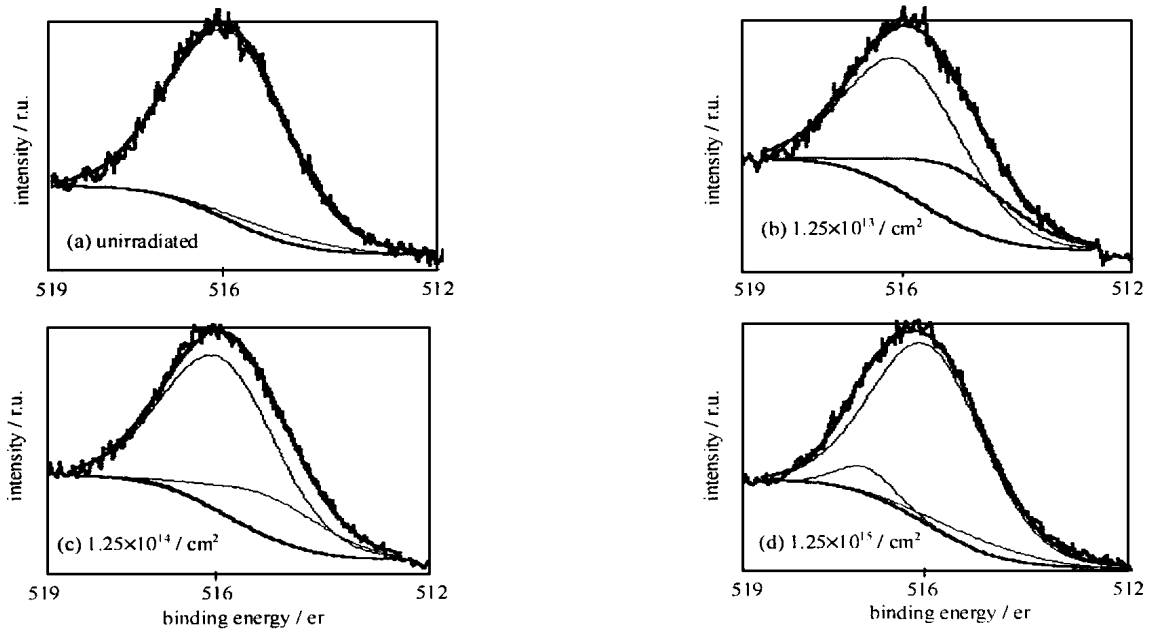 intensity / r.u.
(a) unirradiated
519 516 512
intensity / r.u.
(b) 1.25×10¹³ / cm²
519 516 512
intensity / r.u.
(c) 1.25×10¹⁴ / cm²
519 516 512
binding energy / er
intensity / r.u.
(d) 1.25×10¹⁵ / cm²
519 516 512
binding energy / er